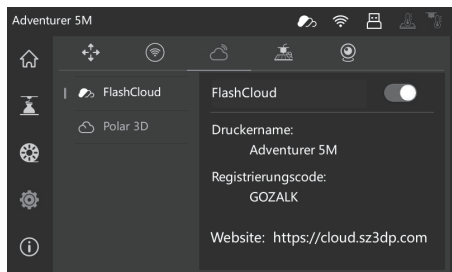 Adventurer 5M
FlashCloud
Polar 3D
FlashCloud
Druckername:
Adventurer 5M
Registrierungscode:
GOZALK
Website: https://cloud.sz3dp.com